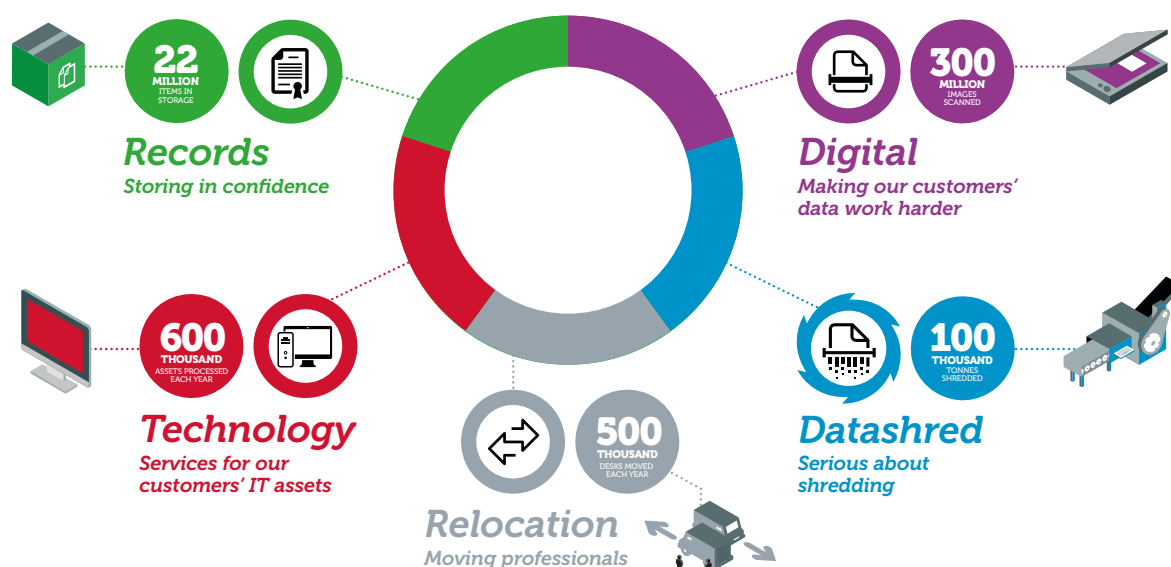 22
MILLION
ITEMS IN
STORAGE
Records
Storing in confidence
300
MILLION
IMAGES
SCANNED
Digital
Making our customers’
data work harder
600
THOUSAND
ASSETS PROCESSED
EACH YEAR
Technology
Services for our
customers’ IT assets
500
THOUSAND
DESKS MOVED
EACH YEAR
Relocation
Moving professionals
100
THOUSAND
TONNES
SHREDDED
Datashred
Serious about
shredding